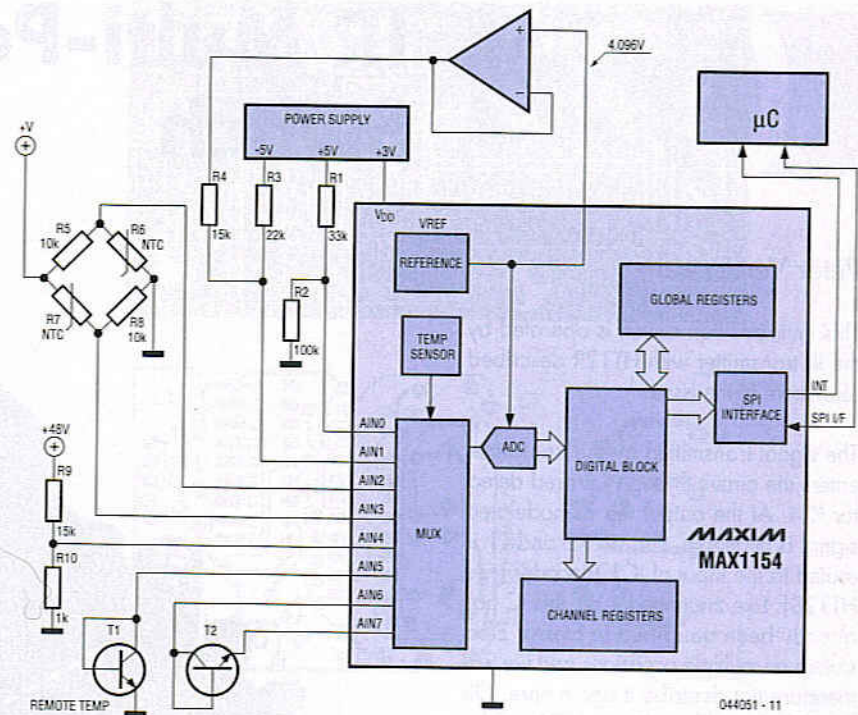 4.096V
POWER SUPPLY
-5V
+5V
+3V
µC
+V
R4
15k
R3
22k
R1
33k
VDD
VREF
REFERENCE
R5
10k
R6
NTC
R7
NTC
R8
10k
R2
100k
TEMP
SENSOR
GLOBAL REGISTERS
SPI
INTERFACE
INT
SPI I/F
+48V
R9
15k
R10
1k
AIN0
AIN1
AIN2
AIN3
AIN4
AIN5
AIN6
AIN7
MUX
ADC
DIGITAL BLOCK
MAXIM
MAX1154
CHANNEL REGISTERS
T1
T2
REMOTE TEMP
044051 - 11